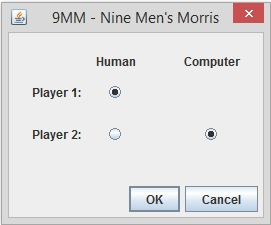 9MM - Nine Men's Morris
Human Computer
Player 1:
Player 2:
OK Cancel